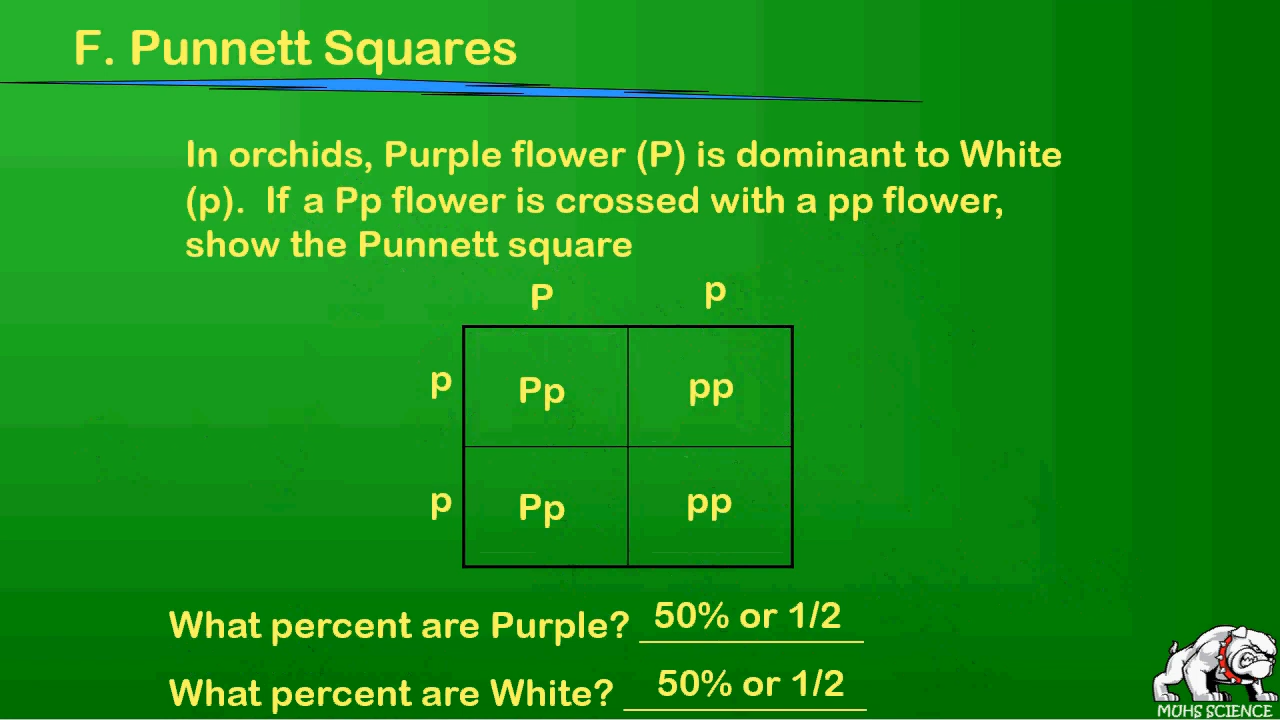 F. Punnett Squares
In orchids, Purple flower (P) is dominant to White
(p). If a Pp flower is crossed with a pp flower,
show the Punnett square
P p
p Pp pp
p Pp pp
What percent are Purple? 50% or 1/2
What percent are White? 50% or 1/2
MUHS SCIENCE